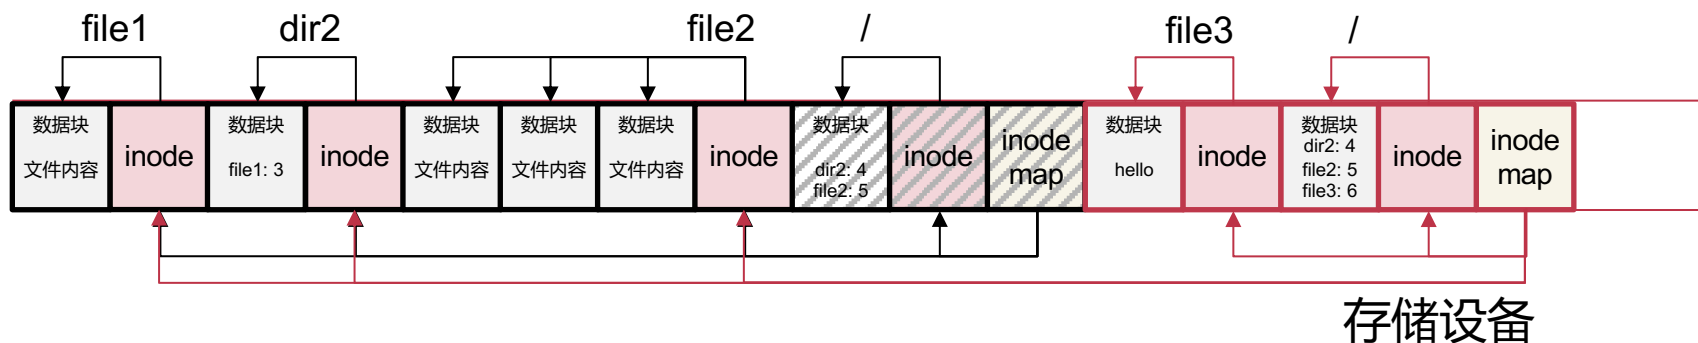 file1
dir2
file2
/
file3
/
数据块
文件内容
inode
数据块
file1: 3
inode
数据块
文件内容
数据块
文件内容
数据块
文件内容
inode
数据块
dir2: 4
file2: 5
inode
inode
map
数据块
hello
inode
数据块
dir2: 4
file2: 5
file3: 6
inode
inode
map
存储设备